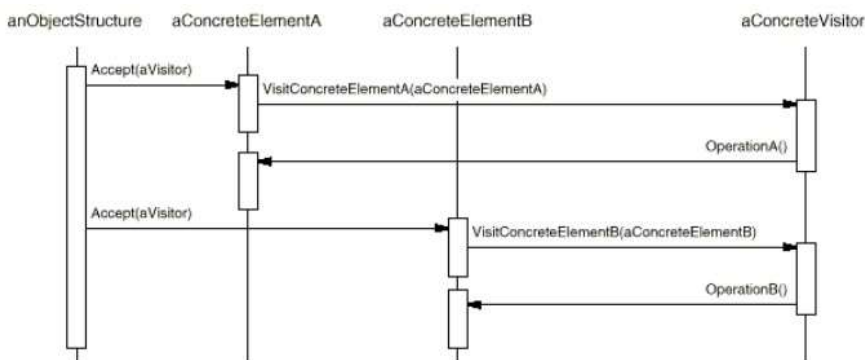 anObjectStructure aConcreteElementA aConcreteElementB aConcreteVisitor
Accept(aVisitor)
VisitConcreteElementA(aConcreteElementA)
OperationA()
Accept(aVisitor)
VisitConcreteElementB(aConcreteElementB)
OperationB()